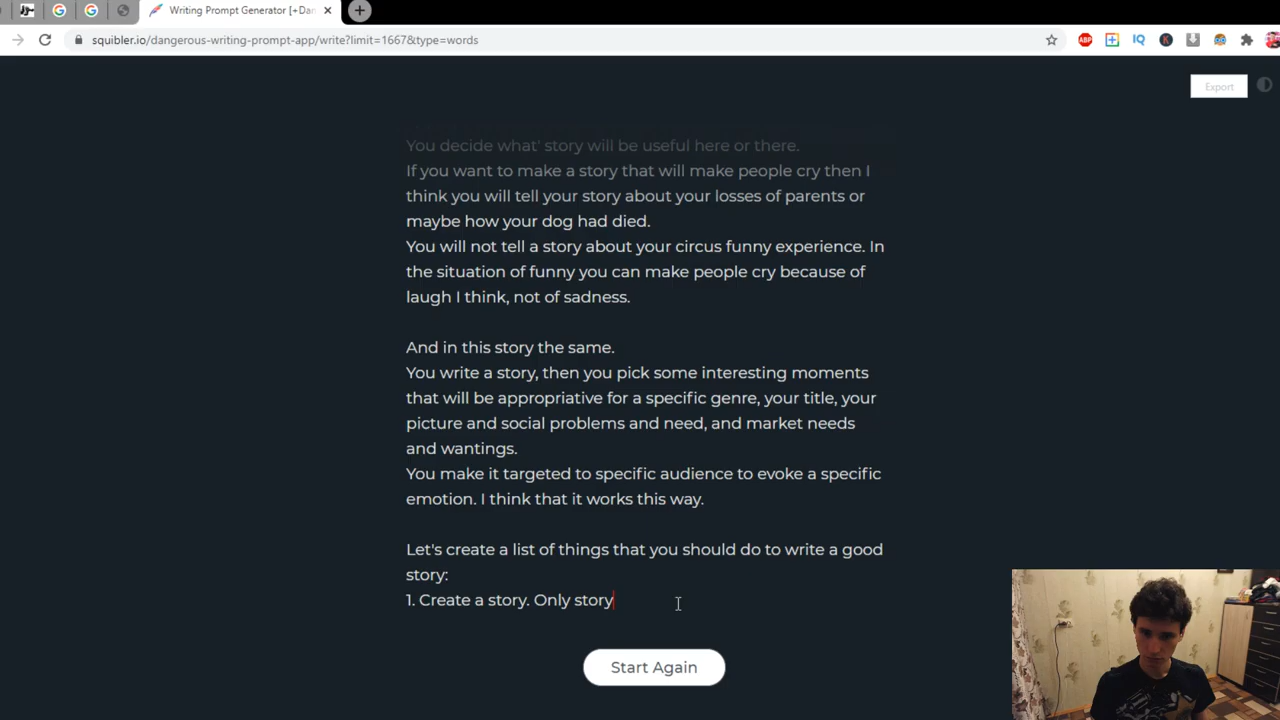 Writing Prompt Generator [+Dan
squibler.io/dangerous-writing-prompt-app/write?limit=1667&type=words
ABP
IQ
K
Export
You decide what' story will be useful here or there.
If you want to make a story that will make people cry then I
think you will tell your story about your losses of parents or
maybe how your dog had died.
You will not tell a story about your circus funny experience. In
the situation of funny you can make people cry because of
laugh I think, not of sadness.
And in this story the same.
You write a story, then you pick some interesting moments
that will be appropriative for a specific genre, your title, your
picture and social problems and need, and market needs
and wantings.
You make it targeted to specific audience to evoke a specific
emotion. I think that it works this way.
Let's create a list of things that you should do to write a good
story:
1. Create a story. Only story
Start Again